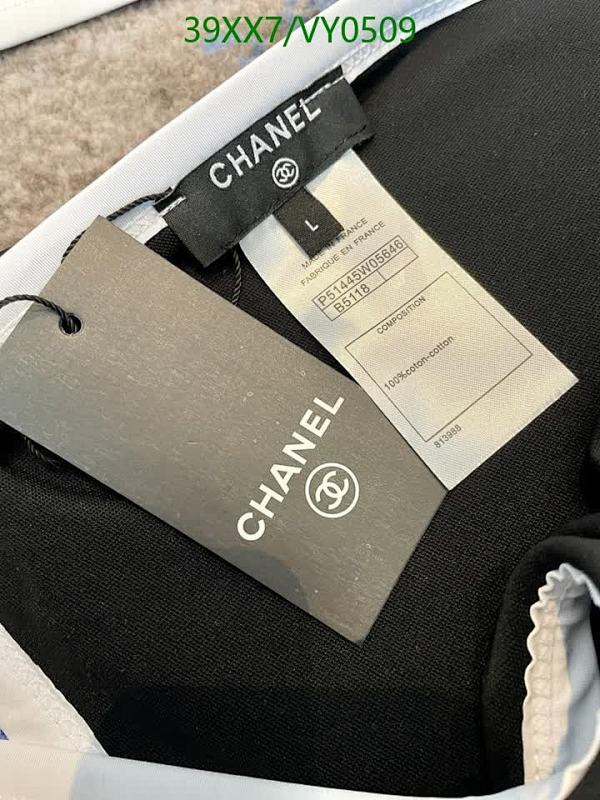 39XX7/VY0509
CHANEL
L
MADE IN FRANCE
FABRIQUE EN FRANCE
P51445W05646
B5118
COMPOSITION
100%coton-cotton
813988
CHANEL